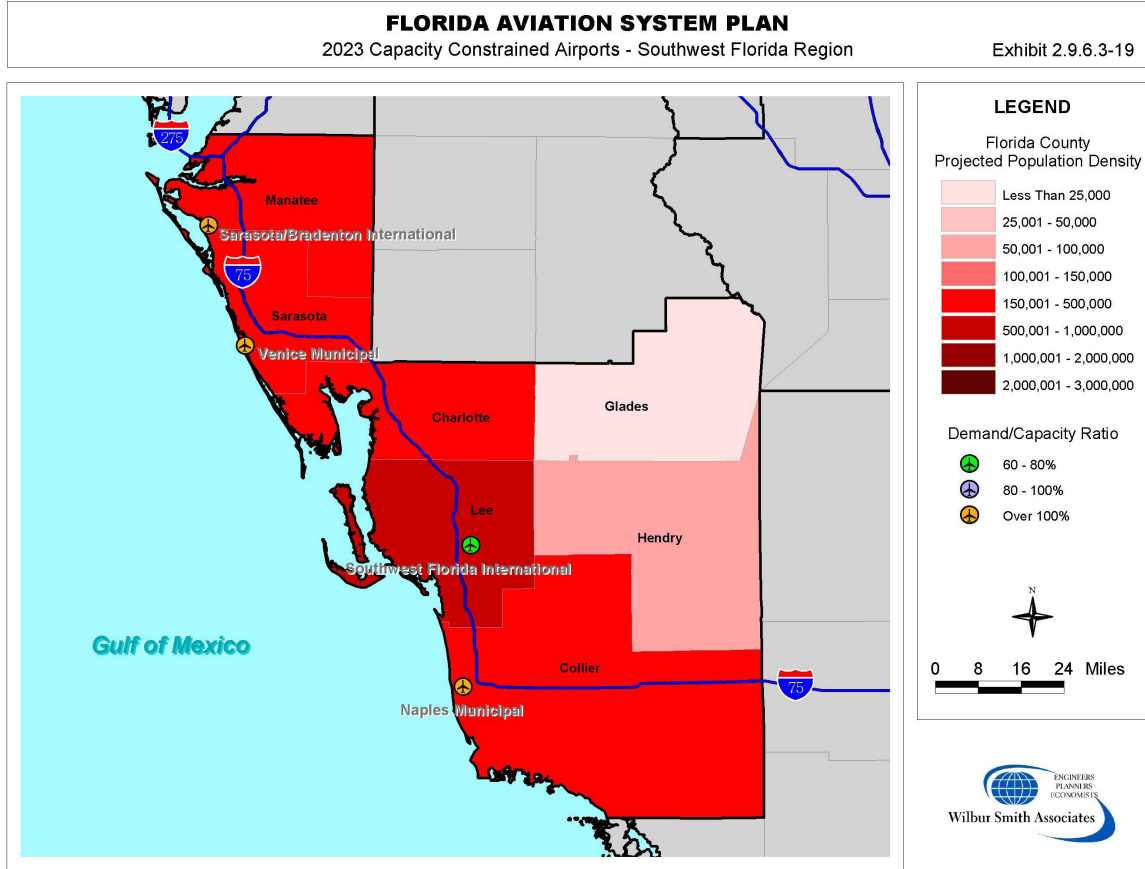 FLORIDA AVIATION SYSTEM PLAN
2023 Capacity Constrained Airports - Southwest Florida Region
Exhibit 2.9.6.3-19
275
Manatee
Sarasota/Bradenton International
75
Sarasota
Venice Municipal
Charlotte
Glades
Lee
Hendry
Southwest Florida International
Gulf of Mexico
Collier
75
Naples Municipal
LEGEND
Florida County
Projected Population Density
Less Than 25,000
25,001 - 50,000
50,001 - 100,000
100,001 - 150,000
150,001 - 500,000
500,001 - 1,000,000
1,000,001 - 2,000,000
2,000,001 - 3,000,000
Demand/Capacity Ratio
60 - 80%
80 - 100%
Over 100%
N
0 8 16 24 Miles
ENGINEERS
PLANNERS
ECONOMISTS
Wilbur Smith Associates